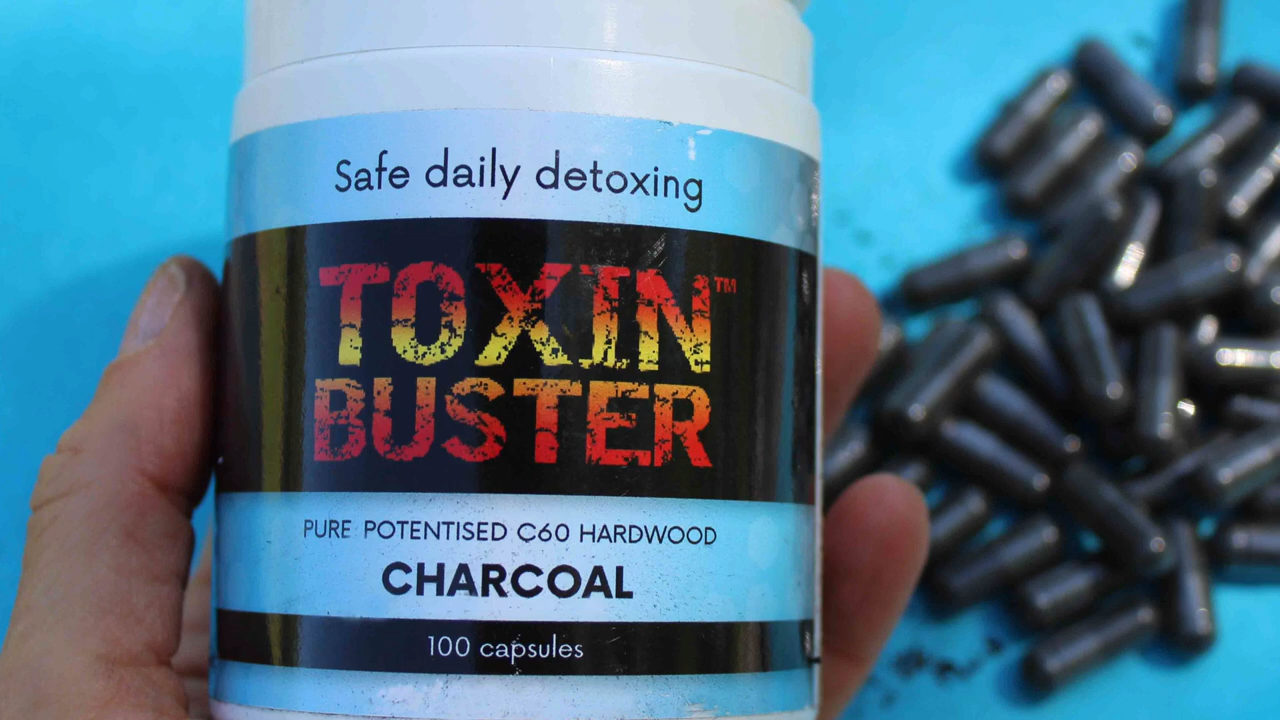 Safe daily detoxing
TOXIN™
BUSTER
PURE POTENTISED C60 HARDWOOD
CHARCOAL
100 capsules